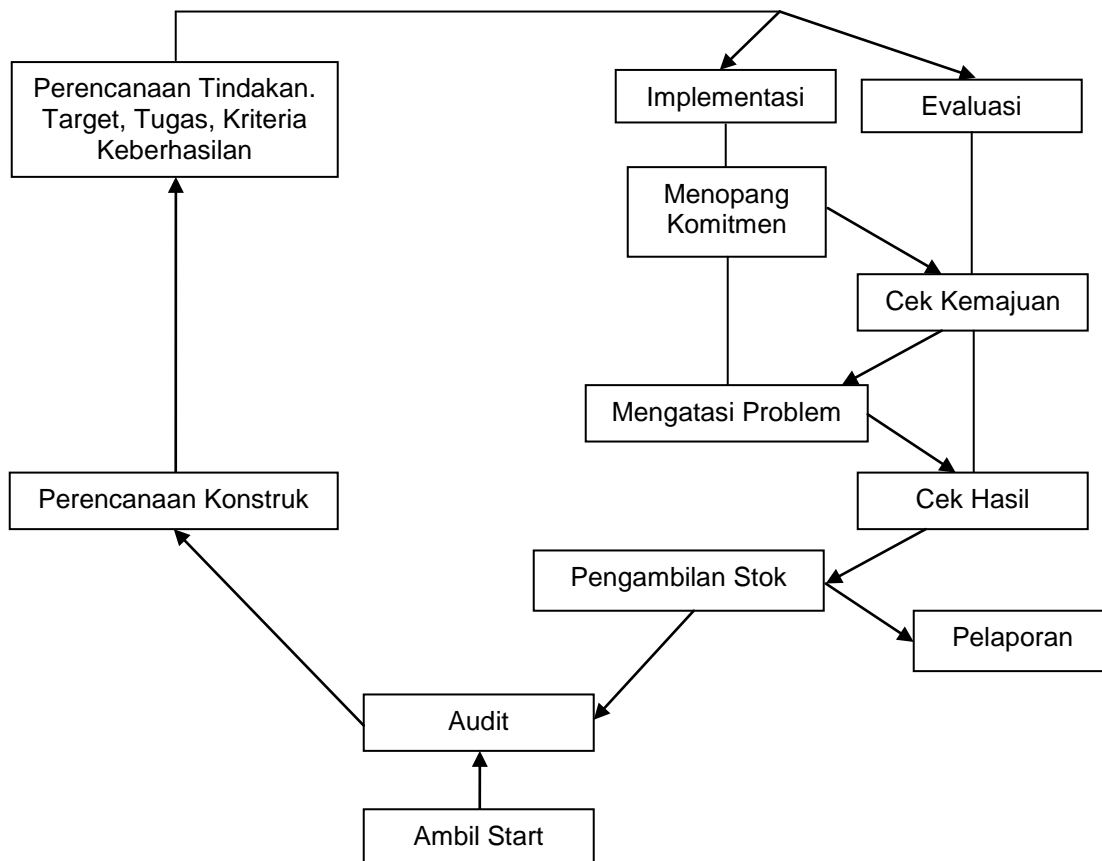 Perencanaan Tindakan.
Target, Tugas, Kriteria
Keberhasilan
Implementasi
Evaluasi
Menopang
Komitmen
Cek Kemajuan
Mengatasi Problem
Perencanaan Konstruk
Cek Hasil
Pengambilan Stok
Pelaporan
Audit
Ambil Start